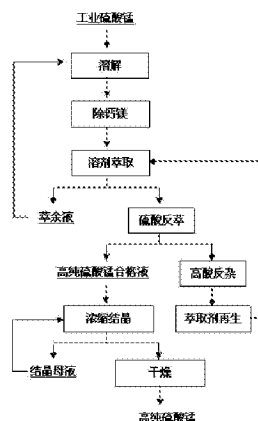 工业硫酸锰
溶解
除钙镁
溶剂萃取
萃余液
硫酸反萃
高纯硫酸锰合格液
高酸反杂
浓缩结晶
萃取剂再生
结晶母液
干燥
高纯硫酸锰